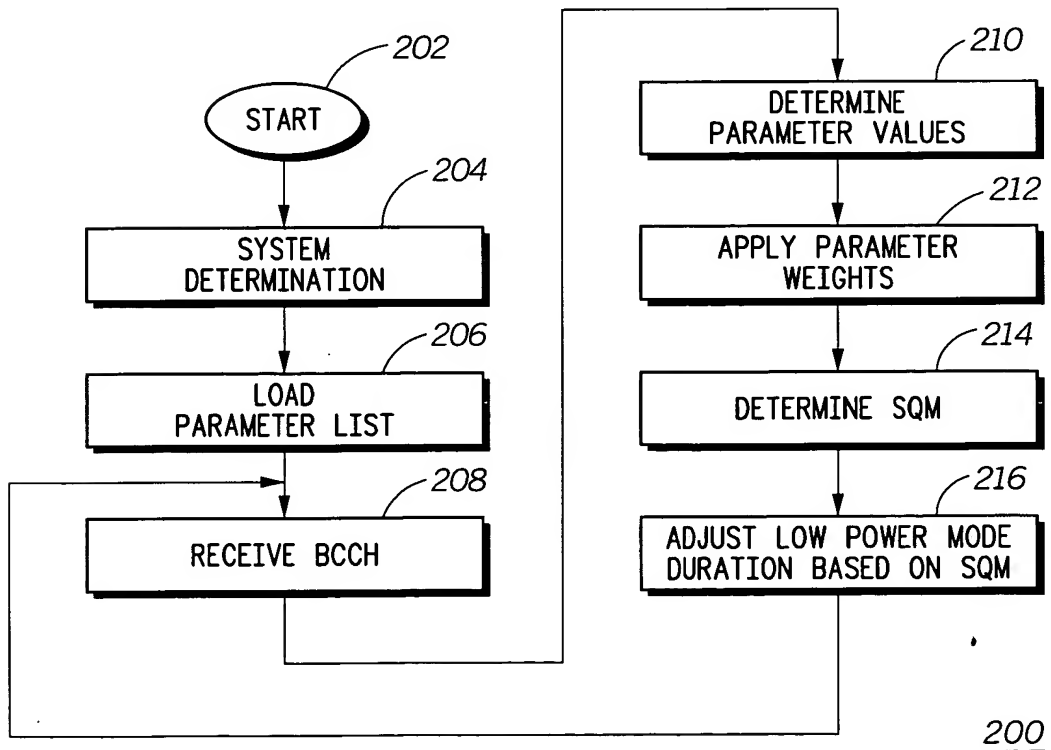 202
START
204
SYSTEM
DETERMINATION
206
LOAD
PARAMETER LIST
208
RECEIVE BCCH
210
DETERMINE
PARAMETER VALUES
212
APPLY PARAMETER
WEIGHTS
214
DETERMINE SQM
216
ADJUST LOW POWER MODE
DURATION BASED ON SQM
200